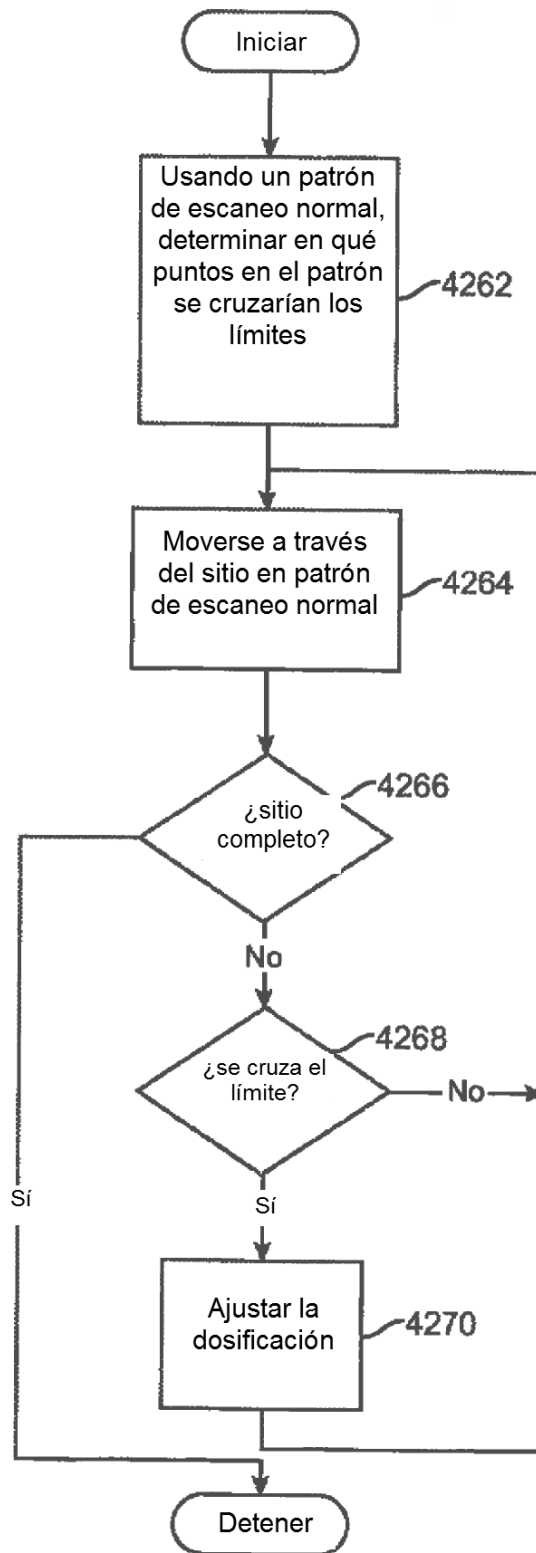 Iniciar
Usando un patrón
de escaneo normal,
determinar en qué
puntos en el patrón
se cruzarían los
límites
4262
Moverse a través
del sitio en patrón
de escaneo normal
4264
4266
¿sitio
completo?
No
4268
¿se cruza el
límite?
No
Sí
Sí
Ajustar la
dosificación
4270
Detener